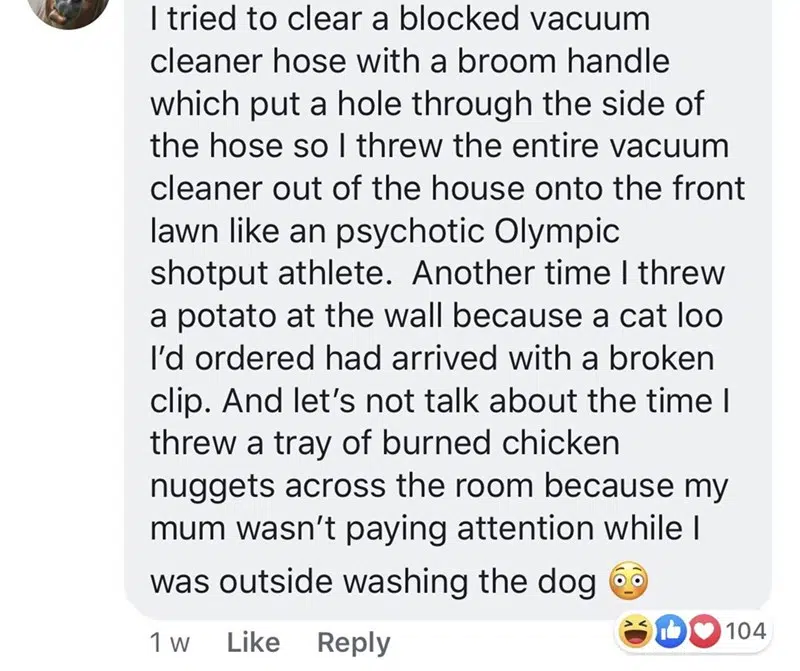 I tried to clear a blocked vacuum
cleaner hose with a broom handle
which put a hole through the side of
the hose so I threw the entire vacuum
cleaner out of the house onto the front
lawn like an psychotic Olympic
shotput athlete.  Another time I threw
a potato at the wall because a cat loo
I'd ordered had arrived with a broken
clip. And let's not talk about the time I
threw a tray of burned chicken
nuggets across the room because my
mum wasn't paying attention while I
was outside washing the dog 😳
1 w Like Reply 104